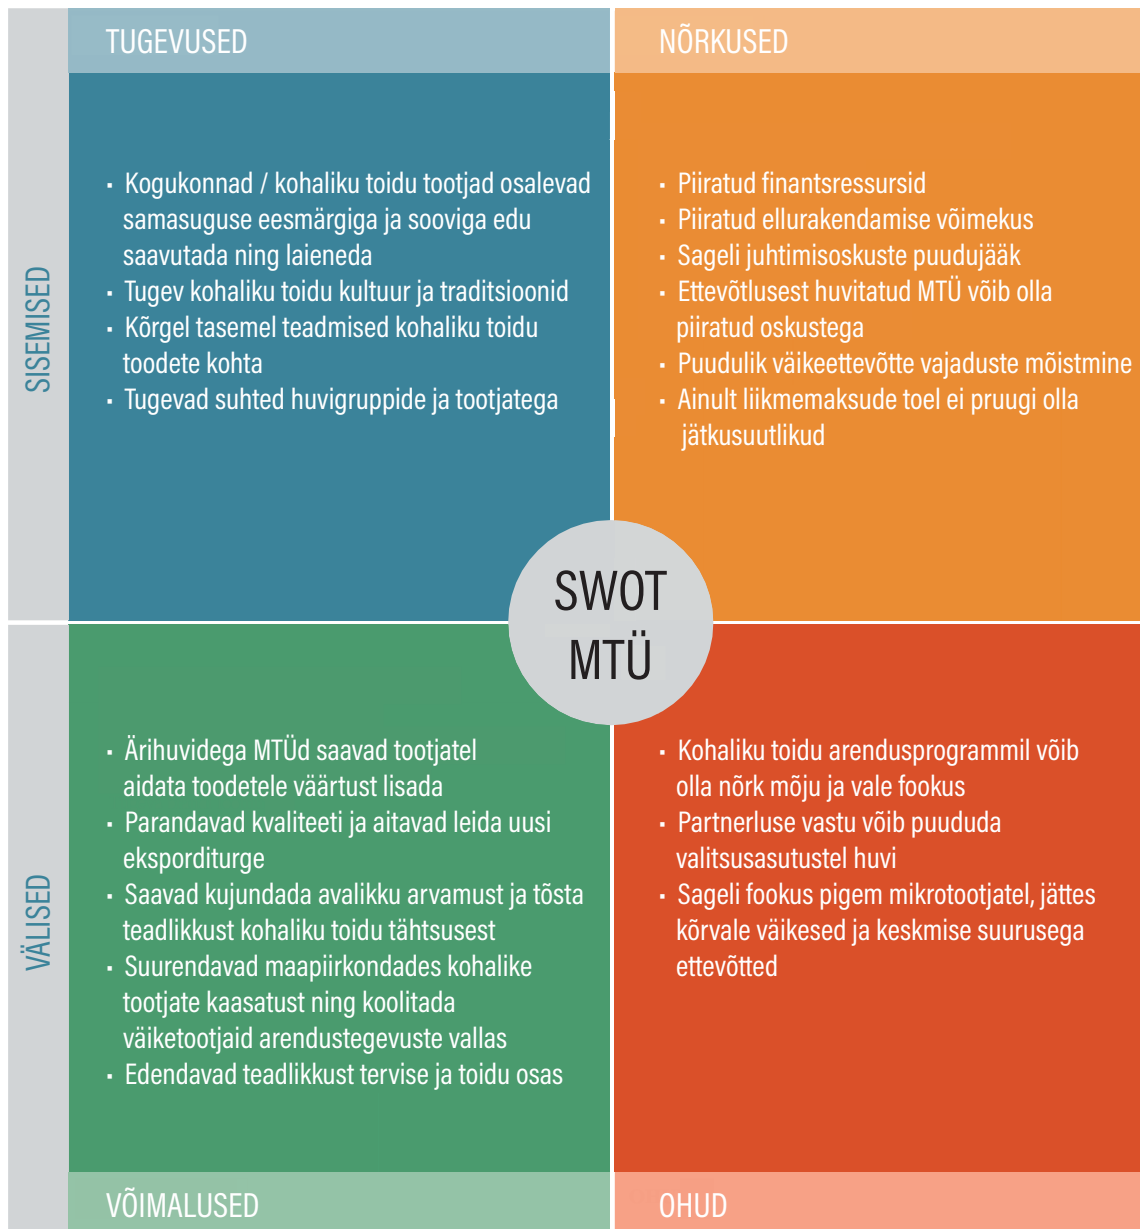 TUGEVUSED
NÕRKUSED
SISEMISED
· Kogukonnad / kohaliku toidu tootjad osalevad
samasuguse eesmärgiga ja sooviga edu
saavutada ning laieneda
· Tugev kohaliku toidu kultuur ja traditsioonid
· Kõrgel tasemel teadmised kohaliku toidu
toodete kohta
· Tugevad suhted huvigruppide ja tootjatega
· Piiratud finantsressursid
· Piiratud ellurakendamise võimekus
· Sageli juhtimisoskuste puudujääk
· Ettevõtlusest huvitatud MTÜ võib olla
piiratud oskustega
· Puudulik väikeettevõtte vajaduste mõistmine
· Ainult liikmemaksude toel ei pruugi olla
jätkusuutlikud
SWOT
MTÜ
VÄLISED
· Ärihuvidega MTÜd saavad tootjatel
aidata toodetele väärtust lisada
· Parandavad kvaliteeti ja aitavad leida uusi
eksporditurge
· Saavad kujundada avalikku arvamust ja tõsta
teadlikkust kohaliku toidu tähtsusest
· Suurendavad maapiirkondades kohalike
tootjate kaasatust ning koolitada
väiketootjaid arendustegevuste vallas
· Edendavad teadlikkust tervise ja toidu osas
· Kohaliku toidu arendusprogrammil võib
olla nõrk mõju ja vale fookus
· Partnerluse vastu võib puududa
valitsusasutustel huvi
· Sageli fookus pigem mikrotootjatel, jättes
kõrvale väikesed ja keskmise suurusega
ettevõtted
VÕIMALUSED
OHUD